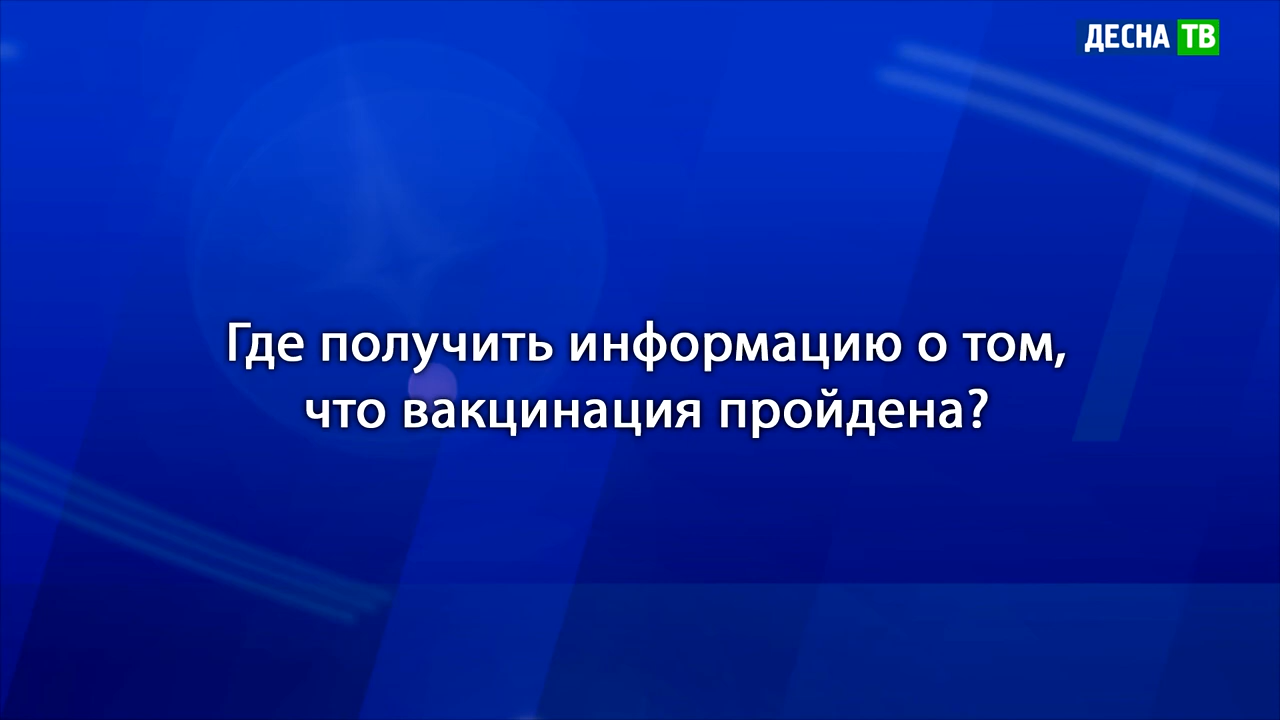 ДЕСНА ТВ
Где получить информацию о том,
что вакцинация пройдена?